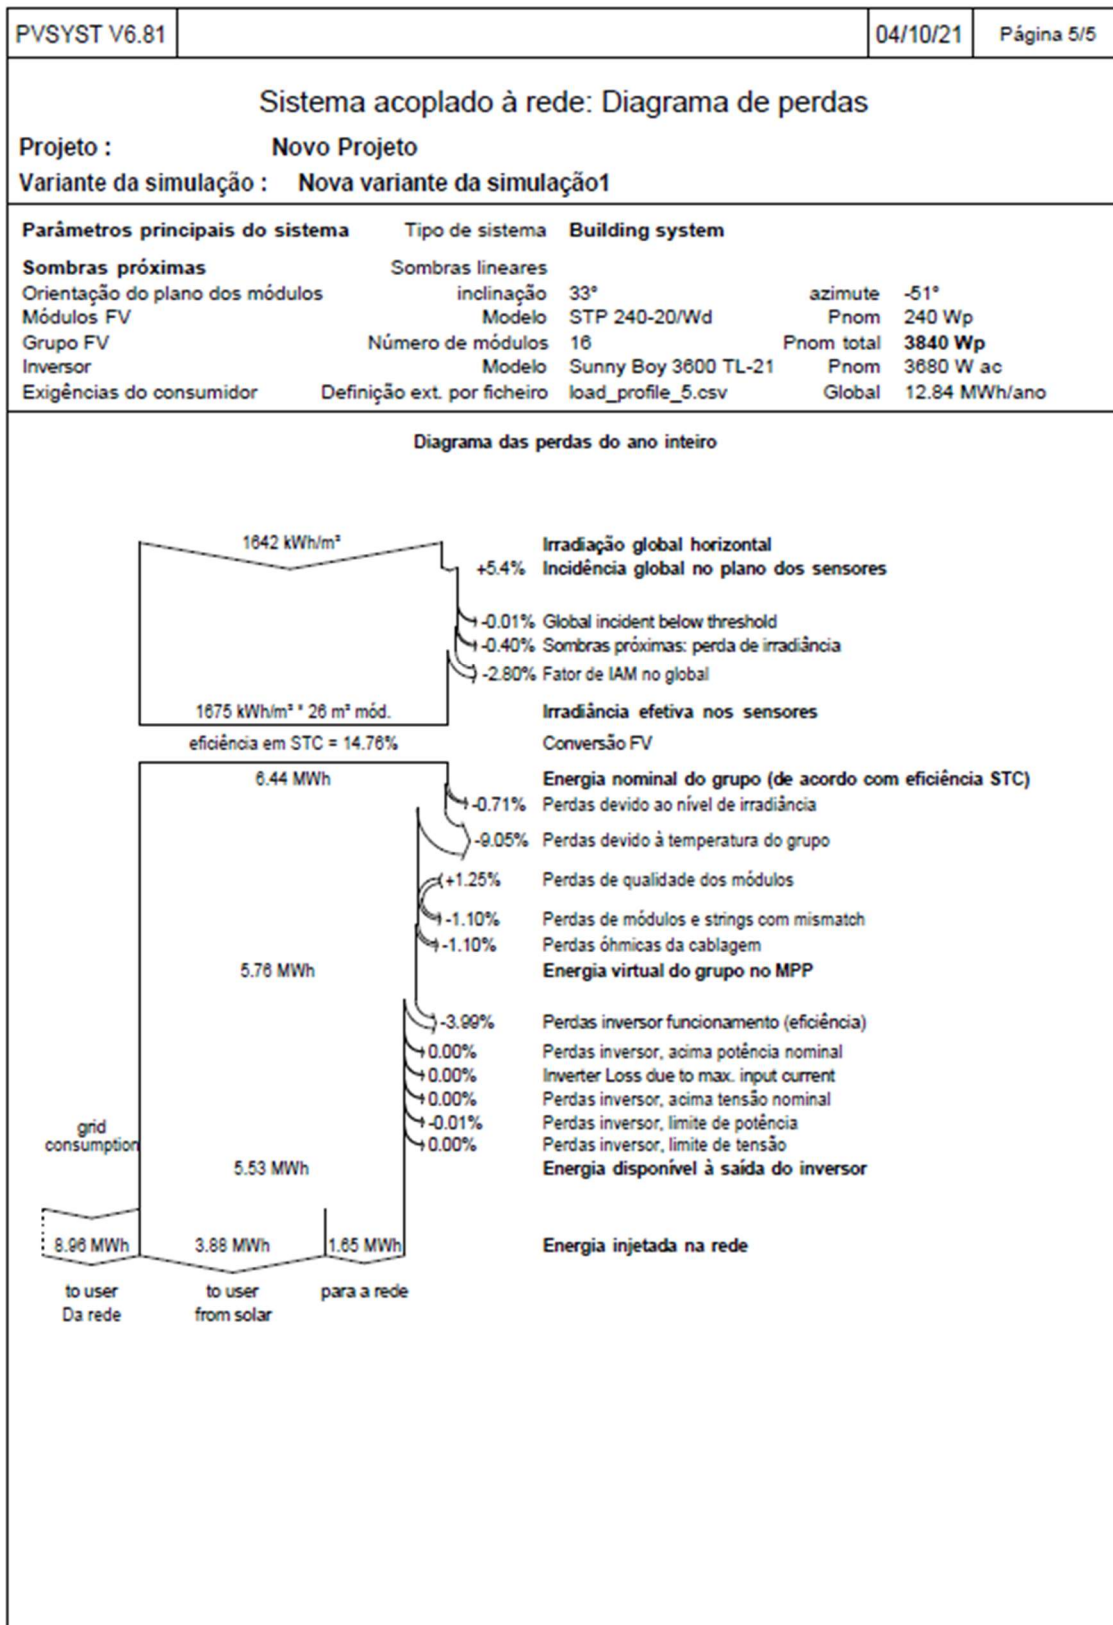 PVSYST V6.81 04/10/21 Página 5/5
Sistema acoplado à rede: Diagrama de perdas
Projeto : Novo Projeto
Variante da simulação : Nova variante da simulação1
Parâmetros principais do sistema Tipo de sistema Building system
Sombras próximas Sombras lineares
Orientação do plano dos módulos inclinação 33° azimute -51°
Módulos FV Modelo STP 240-20/Wd Pnom 240 Wp
Grupo FV Número de módulos 16 Pnom total 3840 Wp
Inversor Modelo Sunny Boy 3600 TL-21 Pnom 3680 W ac
Exigências do consumidor Definição ext. por ficheiro load_profile_5.csv Global 12.84 MWh/ano
Diagrama das perdas do ano inteiro
1642 kWh/m² Irradiação global horizontal
+5.4% Incidência global no plano dos sensores
-0.01% Global incident below threshold
-0.40% Sombras próximas: perda de irradiância
-2.80% Fator de IAM no global
1675 kWh/m² * 26 m² mód. Irradiância efetiva nos sensores
eficiência em STC = 14.76% Conversão FV
6.44 MWh Energia nominal do grupo (de acordo com eficiência STC)
-0.71% Perdas devido ao nível de irradiância
-9.05% Perdas devido à temperatura do grupo
+1.25% Perdas de qualidade dos módulos
-1.10% Perdas de módulos e strings com mismatch
-1.10% Perdas óhmicas da cablagem
5.76 MWh Energia virtual do grupo no MPP
-3.99% Perdas inversor funcionamento (eficiência)
0.00% Perdas inversor, acima potência nominal
0.00% Inverter Loss due to max. input current
0.00% Perdas inversor, acima tensão nominal
-0.01% Perdas inversor, limite de potência
0.00% Perdas inversor, limite de tensão
grid
consumption
5.53 MWh Energia disponível à saída do inversor
8.96 MWh 3.88 MWh 1.65 MWh Energia injetada na rede
to user to user para a rede
Da rede from solar